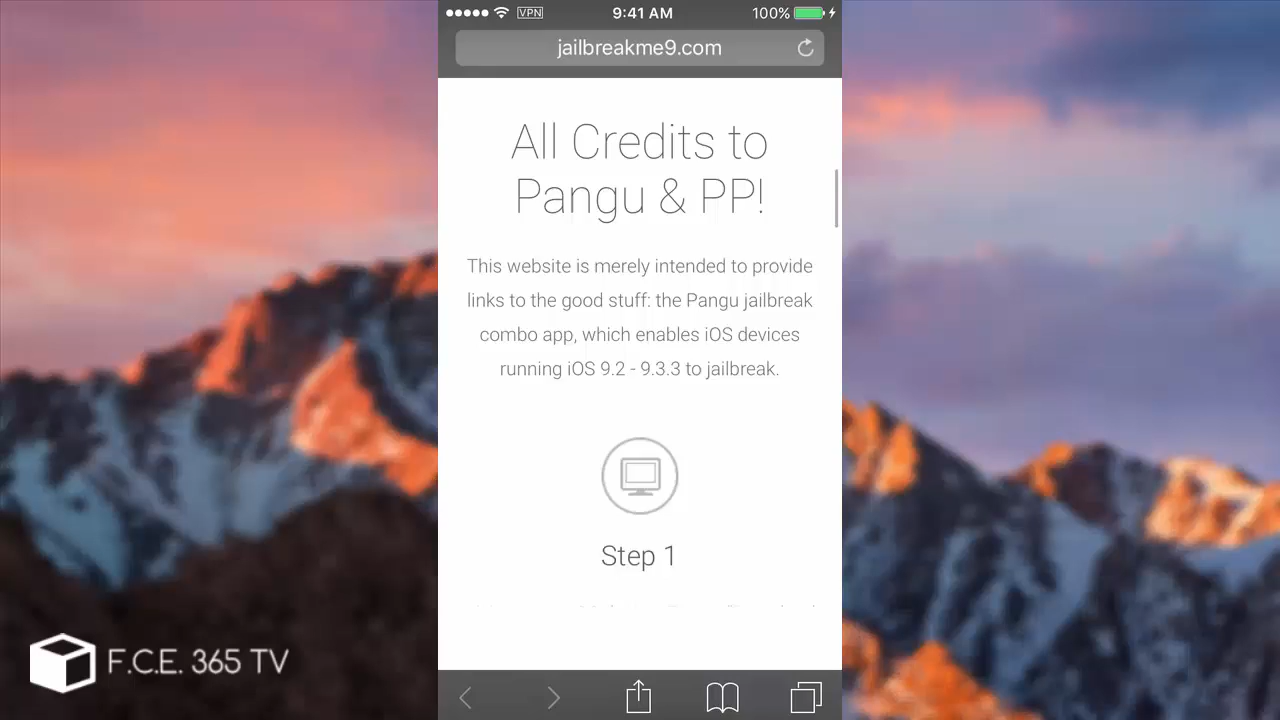 VPN
9:41 AM
100%
jailbreakme9.com
All Credits to
Pangu & PP!
This website is merely intended to provide
links to the good stuff: the Pangu jailbreak
combo app, which enables iOS devices
running iOS 9.2 - 9.3.3 to jailbreak.
Step 1
F.C.E. 365 TV